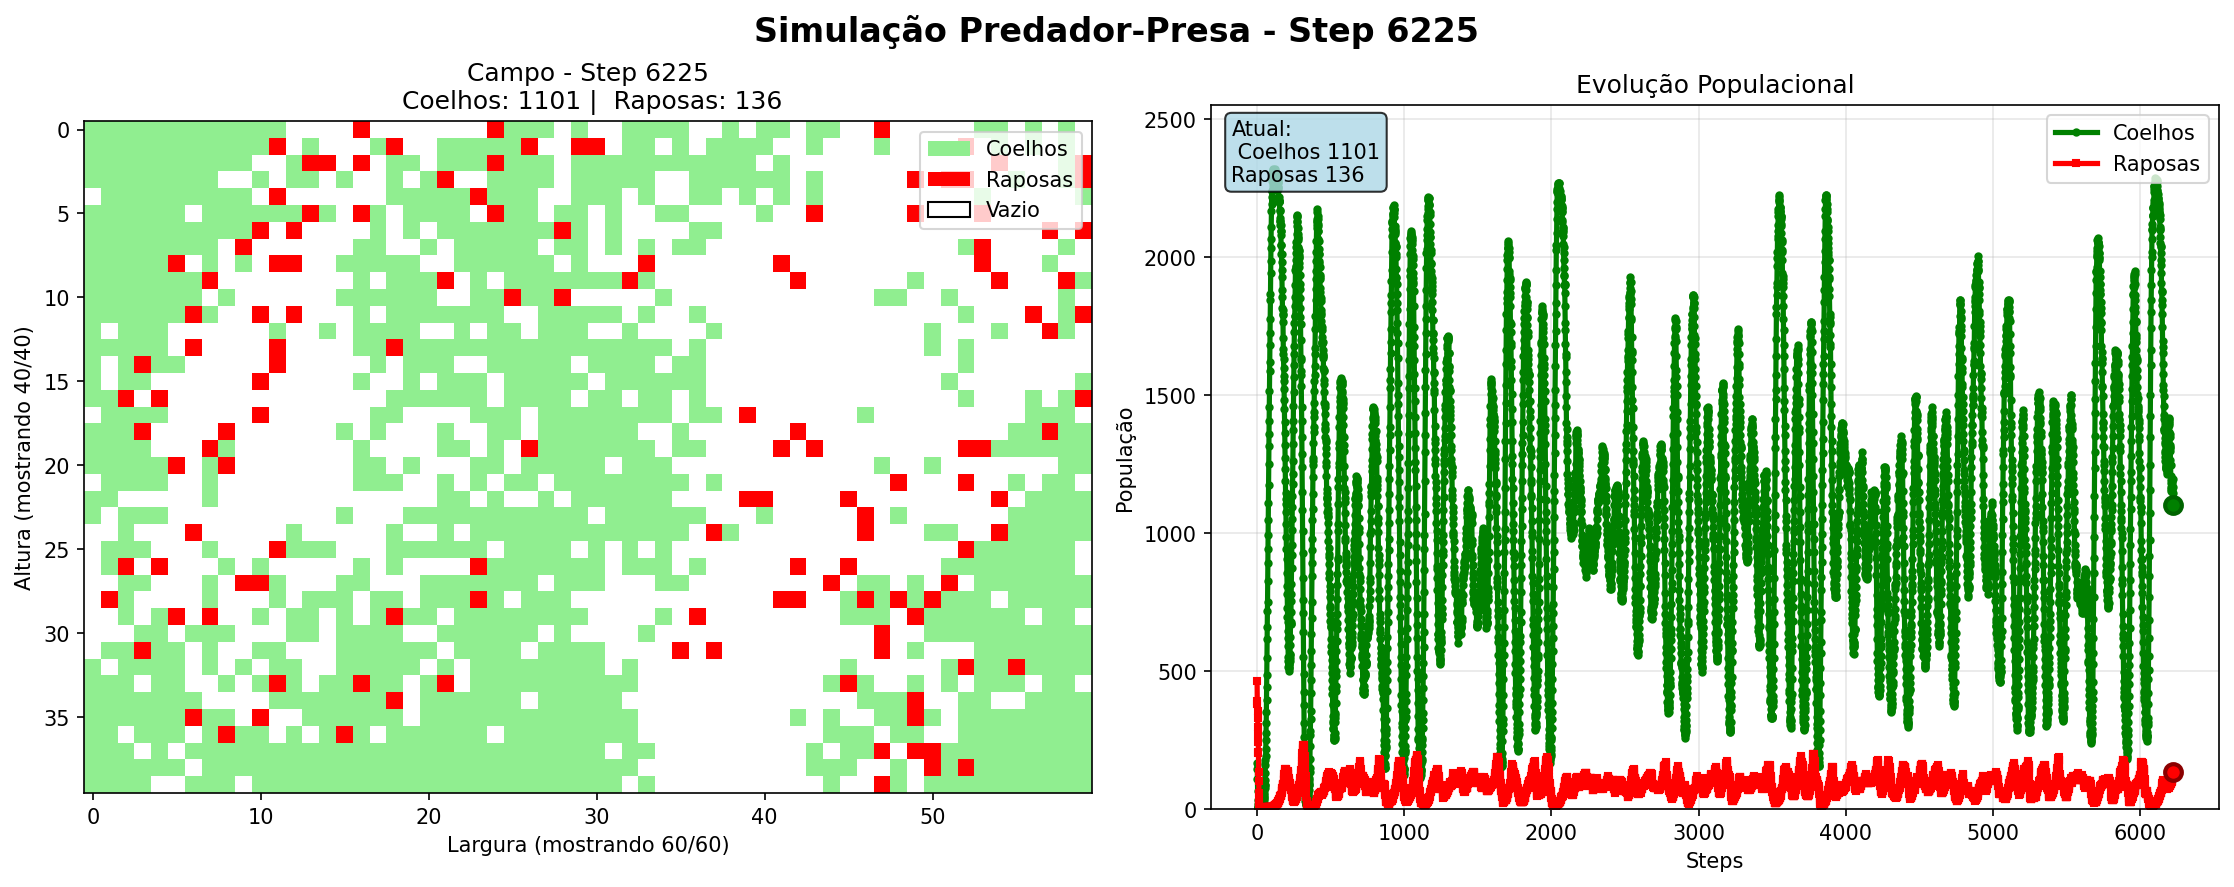 Simulação Predador-Presa - Step 6225
Campo - Step 6225
Coelhos: 1101 |  Raposas: 136
Coelhos
Raposas
Vazio
0
5
10
15
20
25
30
35
Altura (mostrando 40/40)
0
10
20
30
40
50
Largura (mostrando 60/60)
Evolução Populacional
Atual:
Coelhos 1101
Raposas 136
Coelhos
Raposas
2500
2000
1500
1000
500
0
População
0
1000
2000
3000
4000
5000
6000
Steps